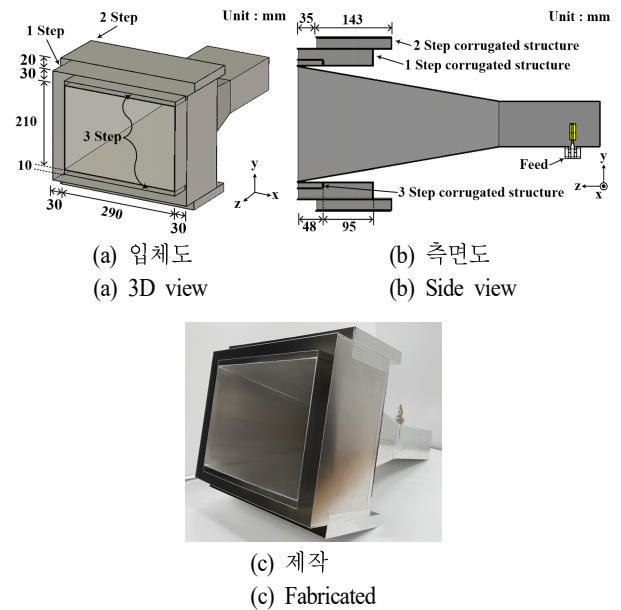 Unit : mm
2 Step
1 Step
20
30
210
3 Step
10
30
290
30
y
x
z
Unit : mm
35
143
2 Step corrugated structure
1 Step corrugated structure
Feed
y
z
x
3 Step corrugated structure
48
95
(a) 입체도
(a) 3D view
(b) 측면도
(b) Side view
(c) 제작
(c) Fabricated